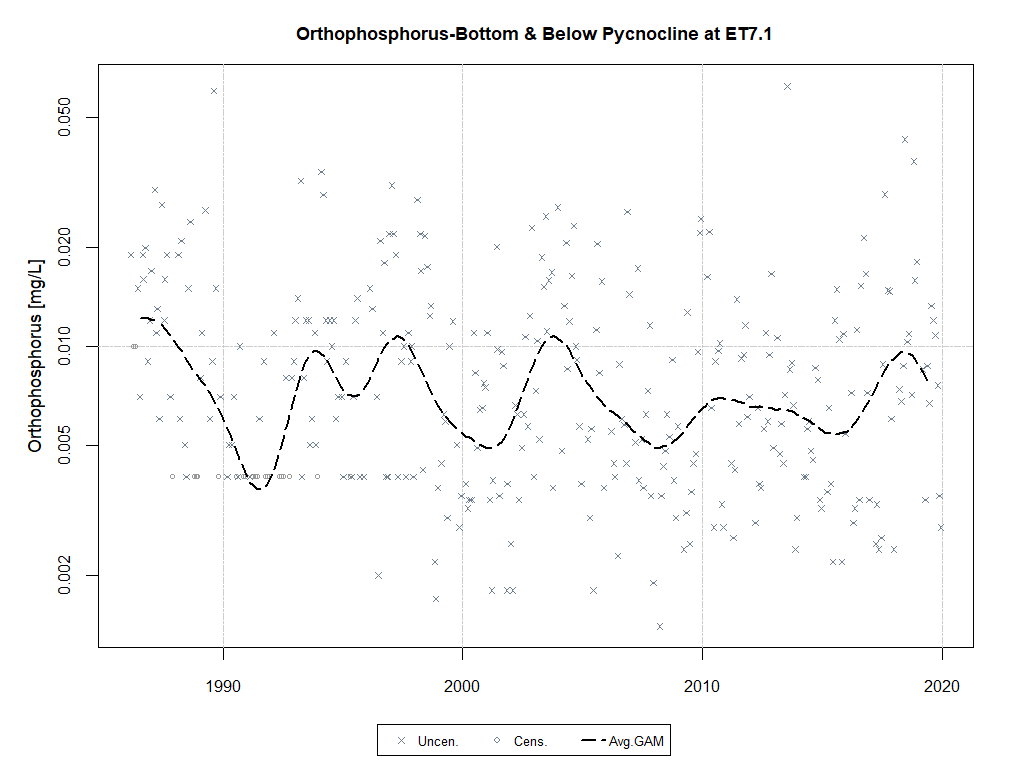 Orthophosphorus-Bottom & Below Pycnocline at ET7.1
Orthophosphorus [mg/L]
0.050
0.020
0.010
0.005
0.002
1990 2000 2010 2020
Uncen. Cens. Avg.GAM